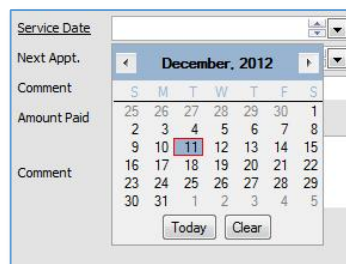 Service Date
Next Appt.
December, 2012
Comment
S M T W T F S
25 26 27 28 29 30 1
Amount Paid
2 3 4 5 6 7 8
9 10 11 12 13 14 15
16 17 18 19 20 21 22
Comment
23 24 25 26 27 28 29
30 31 1 2 3 4 5
Today Clear